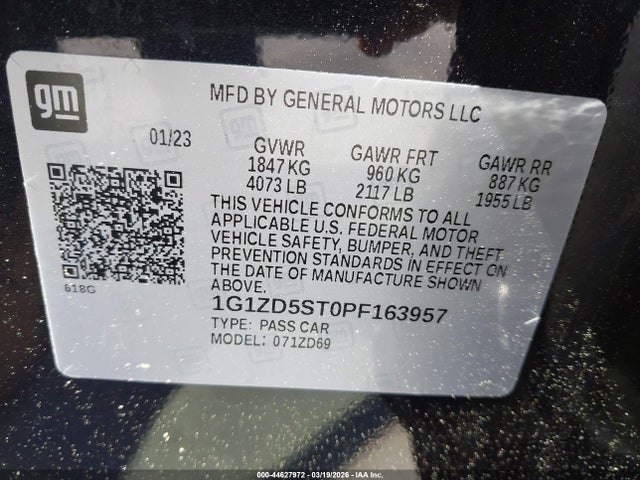 gm
MFD BY GENERAL MOTORS LLC
01/23
GVWR GAWR FRT GAWR RR
1847 KG 960 KG 887 KG
4073 LB 2117 LB 1955 LB
THIS VEHICLE CONFORMS TO ALL
APPLICABLE U.S. FEDERAL MOTOR
VEHICLE SAFETY, BUMPER, AND THEFT
PREVENTION STANDARDS IN EFFECT ON
THE DATE OF MANUFACTURE SHOWN
ABOVE.
618G
1G1ZD5ST0PF163957
TYPE: PASS CAR
MODEL: 071ZD69
000-44627972 | 03/19/2026 | IAA Inc.